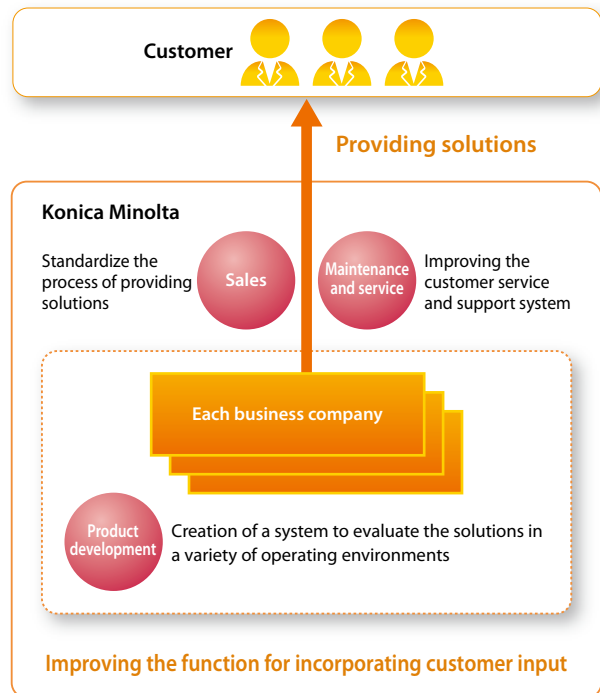 Customer
Providing solutions
Konica Minolta
Standardize the
process of providing
solutions
Sales
Maintenance
and service
Improving the
customer service
and support system
Each business company
Product
development
Creation of a system to evaluate the solutions in
a variety of operating environments
Improving the function for incorporating customer input